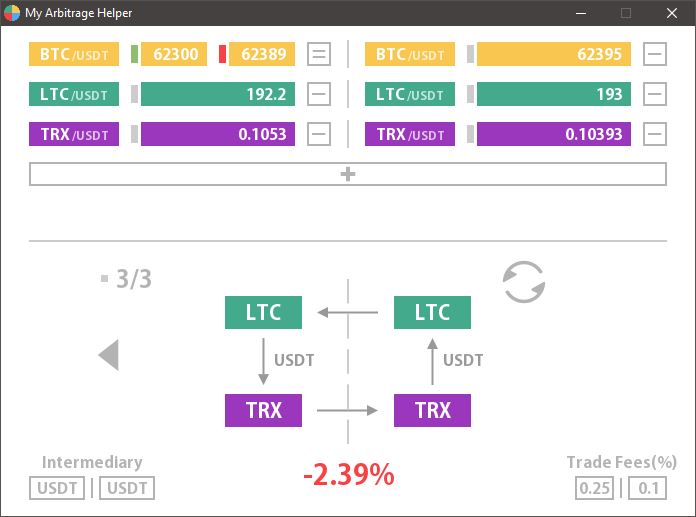 My Arbitrage Helper
BTC/USDT 62300 62389 BTC/USDT 62395
LTC/USDT 192.2 LTC/USDT 193
TRX/USDT 0.1053 TRX/USDT 0.10393
3/3
LTC LTC
USDT USDT
TRX TRX
Intermediary -2.39% Trade Fees(%)
USDT | USDT 0.25 | 0.1